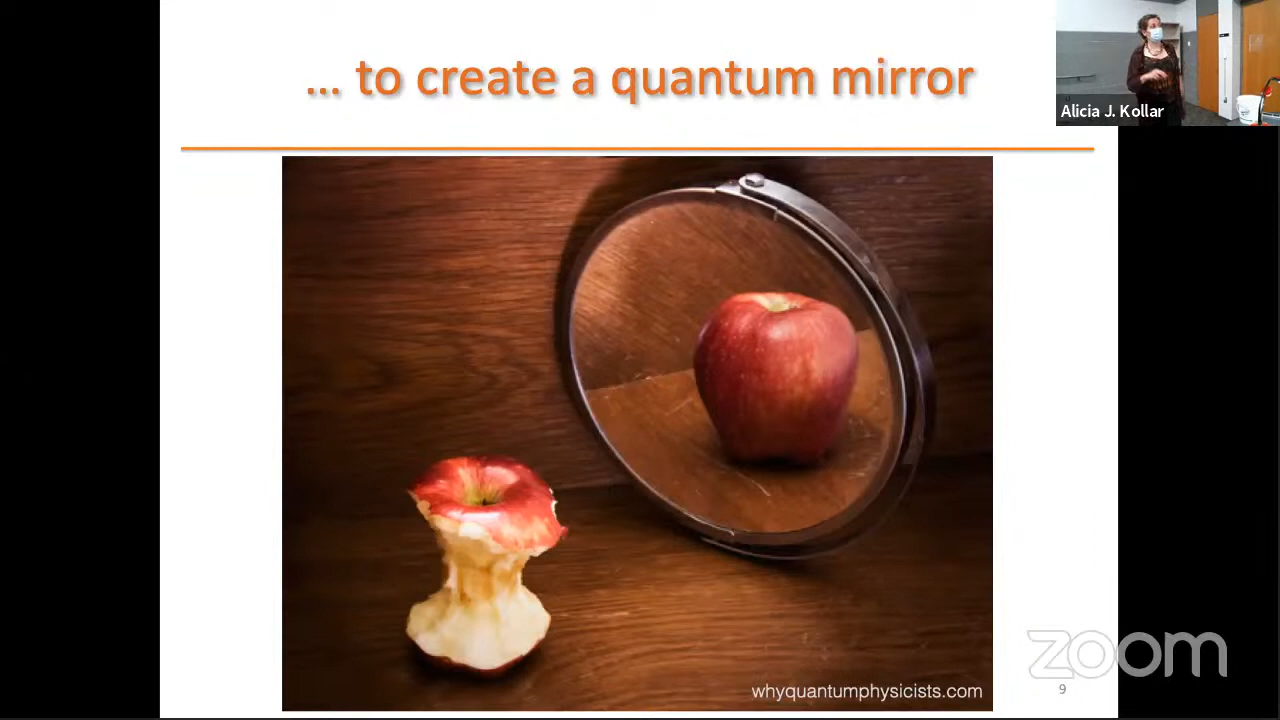 ... to create a quantum mirror
Alicia J. Kollar
whyquantumphysicists.com
zoom
9